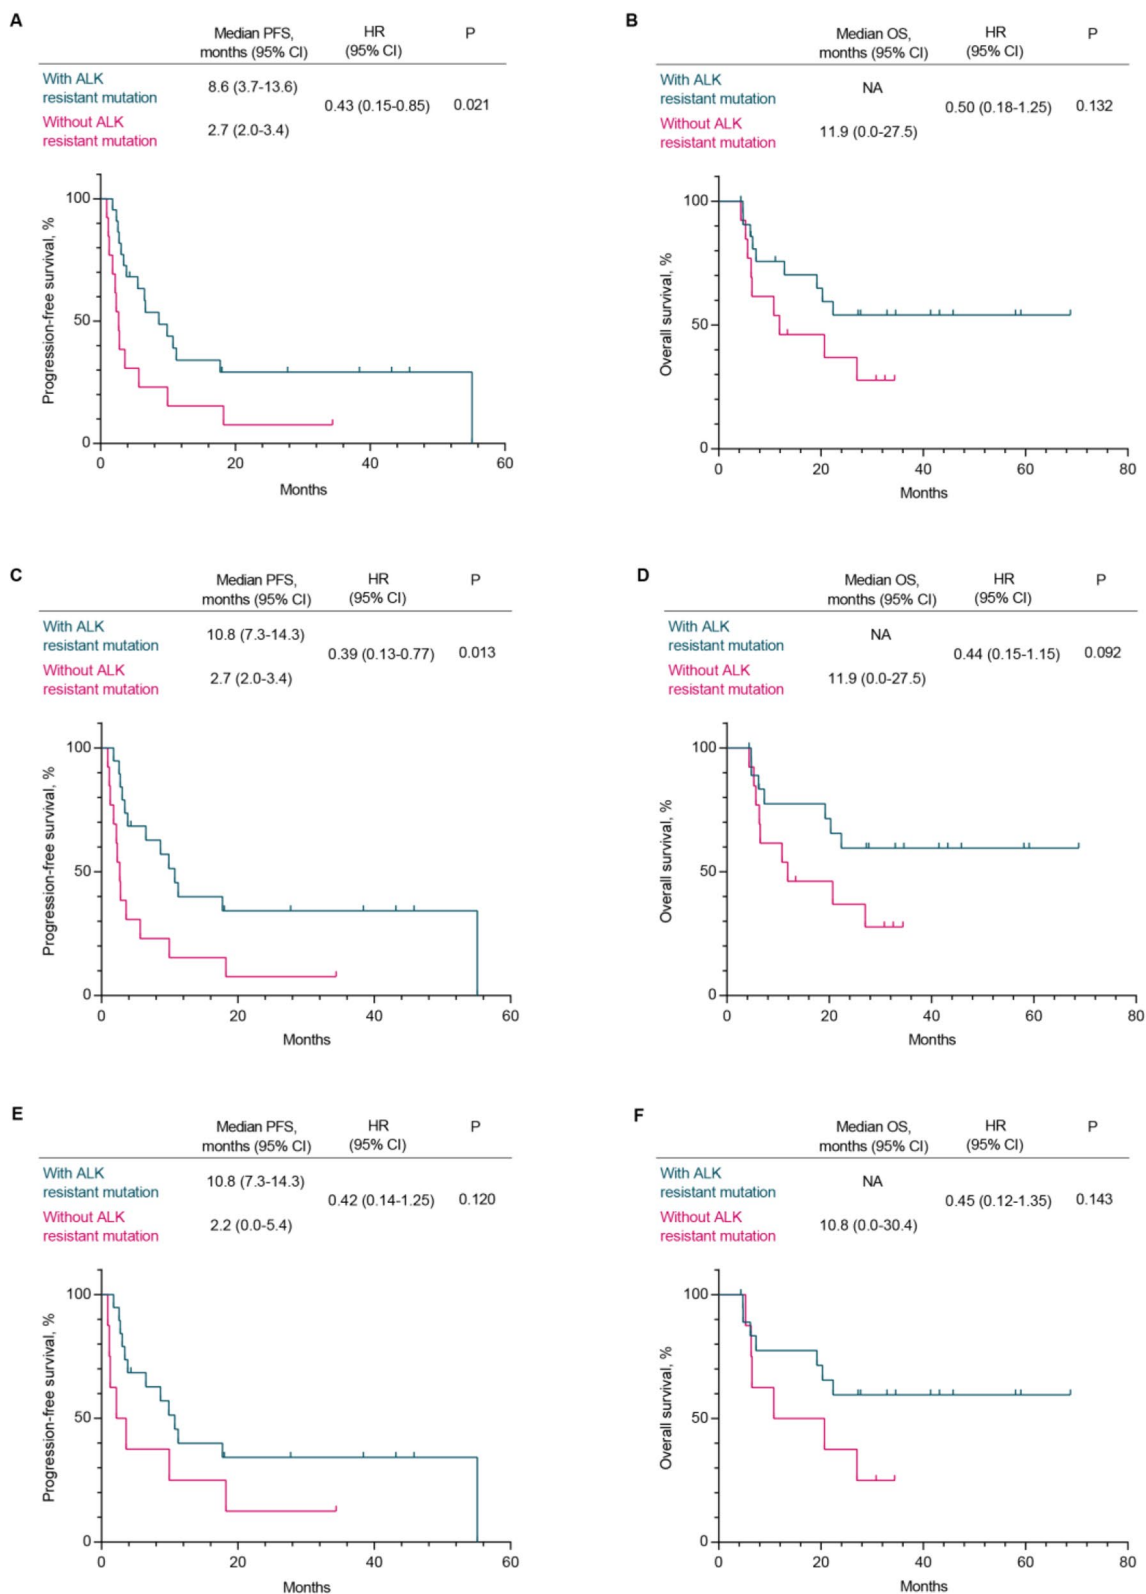 A
Median PFS, HR P
months (95% CI) (95% CI)
With ALK
resistant mutation
8.6 (3.7-13.6)
0.43 (0.15-0.85) 0.021
Without ALK
resistant mutation
2.7 (2.0-3.4)
Progression-free survival, %
100
50
0
0 20 40 60
Months
B
Median OS, HR P
months (95% CI) (95% CI)
With ALK
resistant mutation
NA
0.50 (0.18-1.25) 0.132
Without ALK
resistant mutation
11.9 (0.0-27.5)
Overall survival, %
100
50
0
0 20 40 60 80
Months
C
Median PFS, HR P
months (95% CI) (95% CI)
With ALK
resistant mutation
10.8 (7.3-14.3)
0.39 (0.13-0.77) 0.013
Without ALK
resistant mutation
2.7 (2.0-3.4)
Progression-free survival, %
100
50
0
0 20 40 60
Months
D
Median OS, HR P
months (95% CI) (95% CI)
With ALK
resistant mutation
NA
0.44 (0.15-1.15) 0.092
Without ALK
resistant mutation
11.9 (0.0-27.5)
Overall survival, %
100
50
0
0 20 40 60 80
Months
E
Median PFS, HR P
months (95% CI) (95% CI)
With ALK
resistant mutation
10.8 (7.3-14.3)
0.42 (0.14-1.25) 0.120
Without ALK
resistant mutation
2.2 (0.0-5.4)
Progression-free survival, %
100
50
0
0 20 40 60
Months
F
Median OS, HR P
months (95% CI) (95% CI)
With ALK
resistant mutation
NA
0.45 (0.12-1.35) 0.143
Without ALK
resistant mutation
10.8 (0.0-30.4)
Overall survival, %
100
50
0
0 20 40 60 80
Months